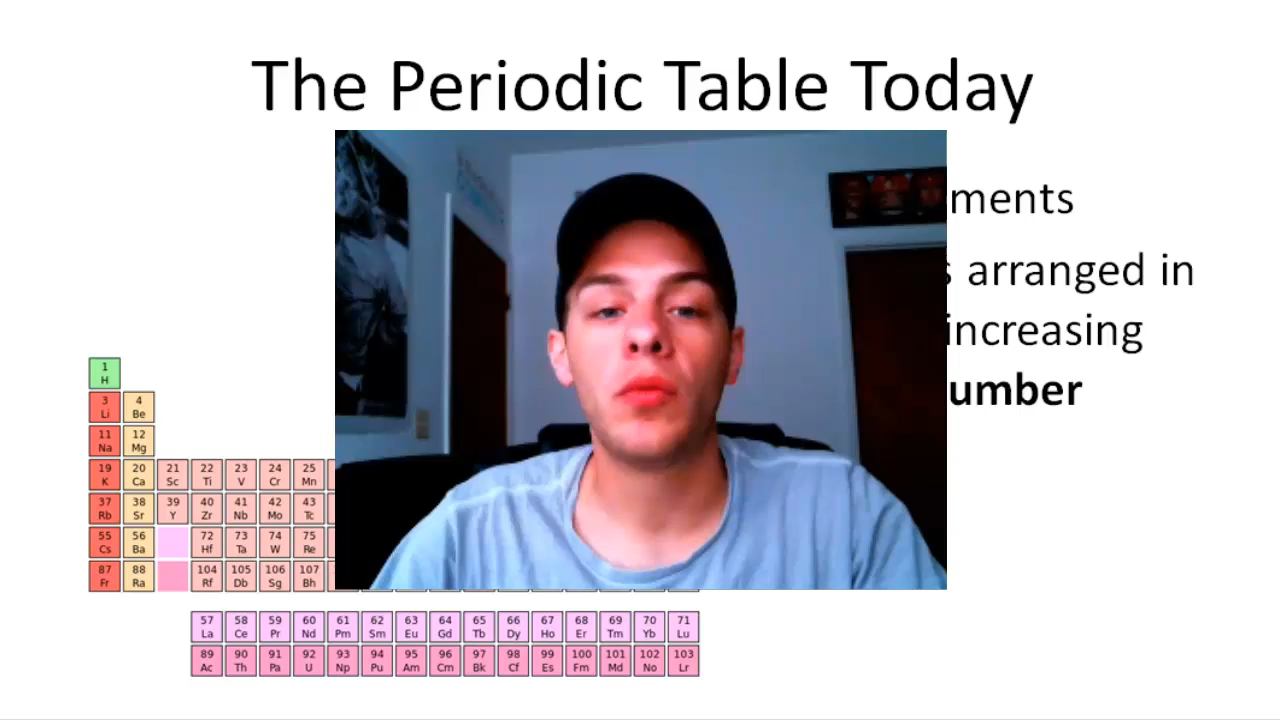 The Periodic Table Today
ments
arranged in
increasing
umber
1
H
3 4
Li Be
11 12
Na Mg
19 20 21 22 23 24 25
K Ca Sc Ti V Cr Mn
37 38 39 40 41 42 43
Rb Sr Y Zr Nb Mo Tc
55 56 72 73 74 75
Cs Ba Hf Ta W Re
87 88 104 105 106 107
Fr Ra Rf Db Sg Bh
57 58 59 60 61 62 63 64 65 66 67 68 69 70 71
La Ce Pr Nd Pm Sm Eu Gd Tb Dy Ho Er Tm Yb Lu
89 90 91 92 93 94 95 96 97 98 99 100 101 102 103
Ac Th Pa U Np Pu Am Cm Bk Cf Es Fm Md No Lr